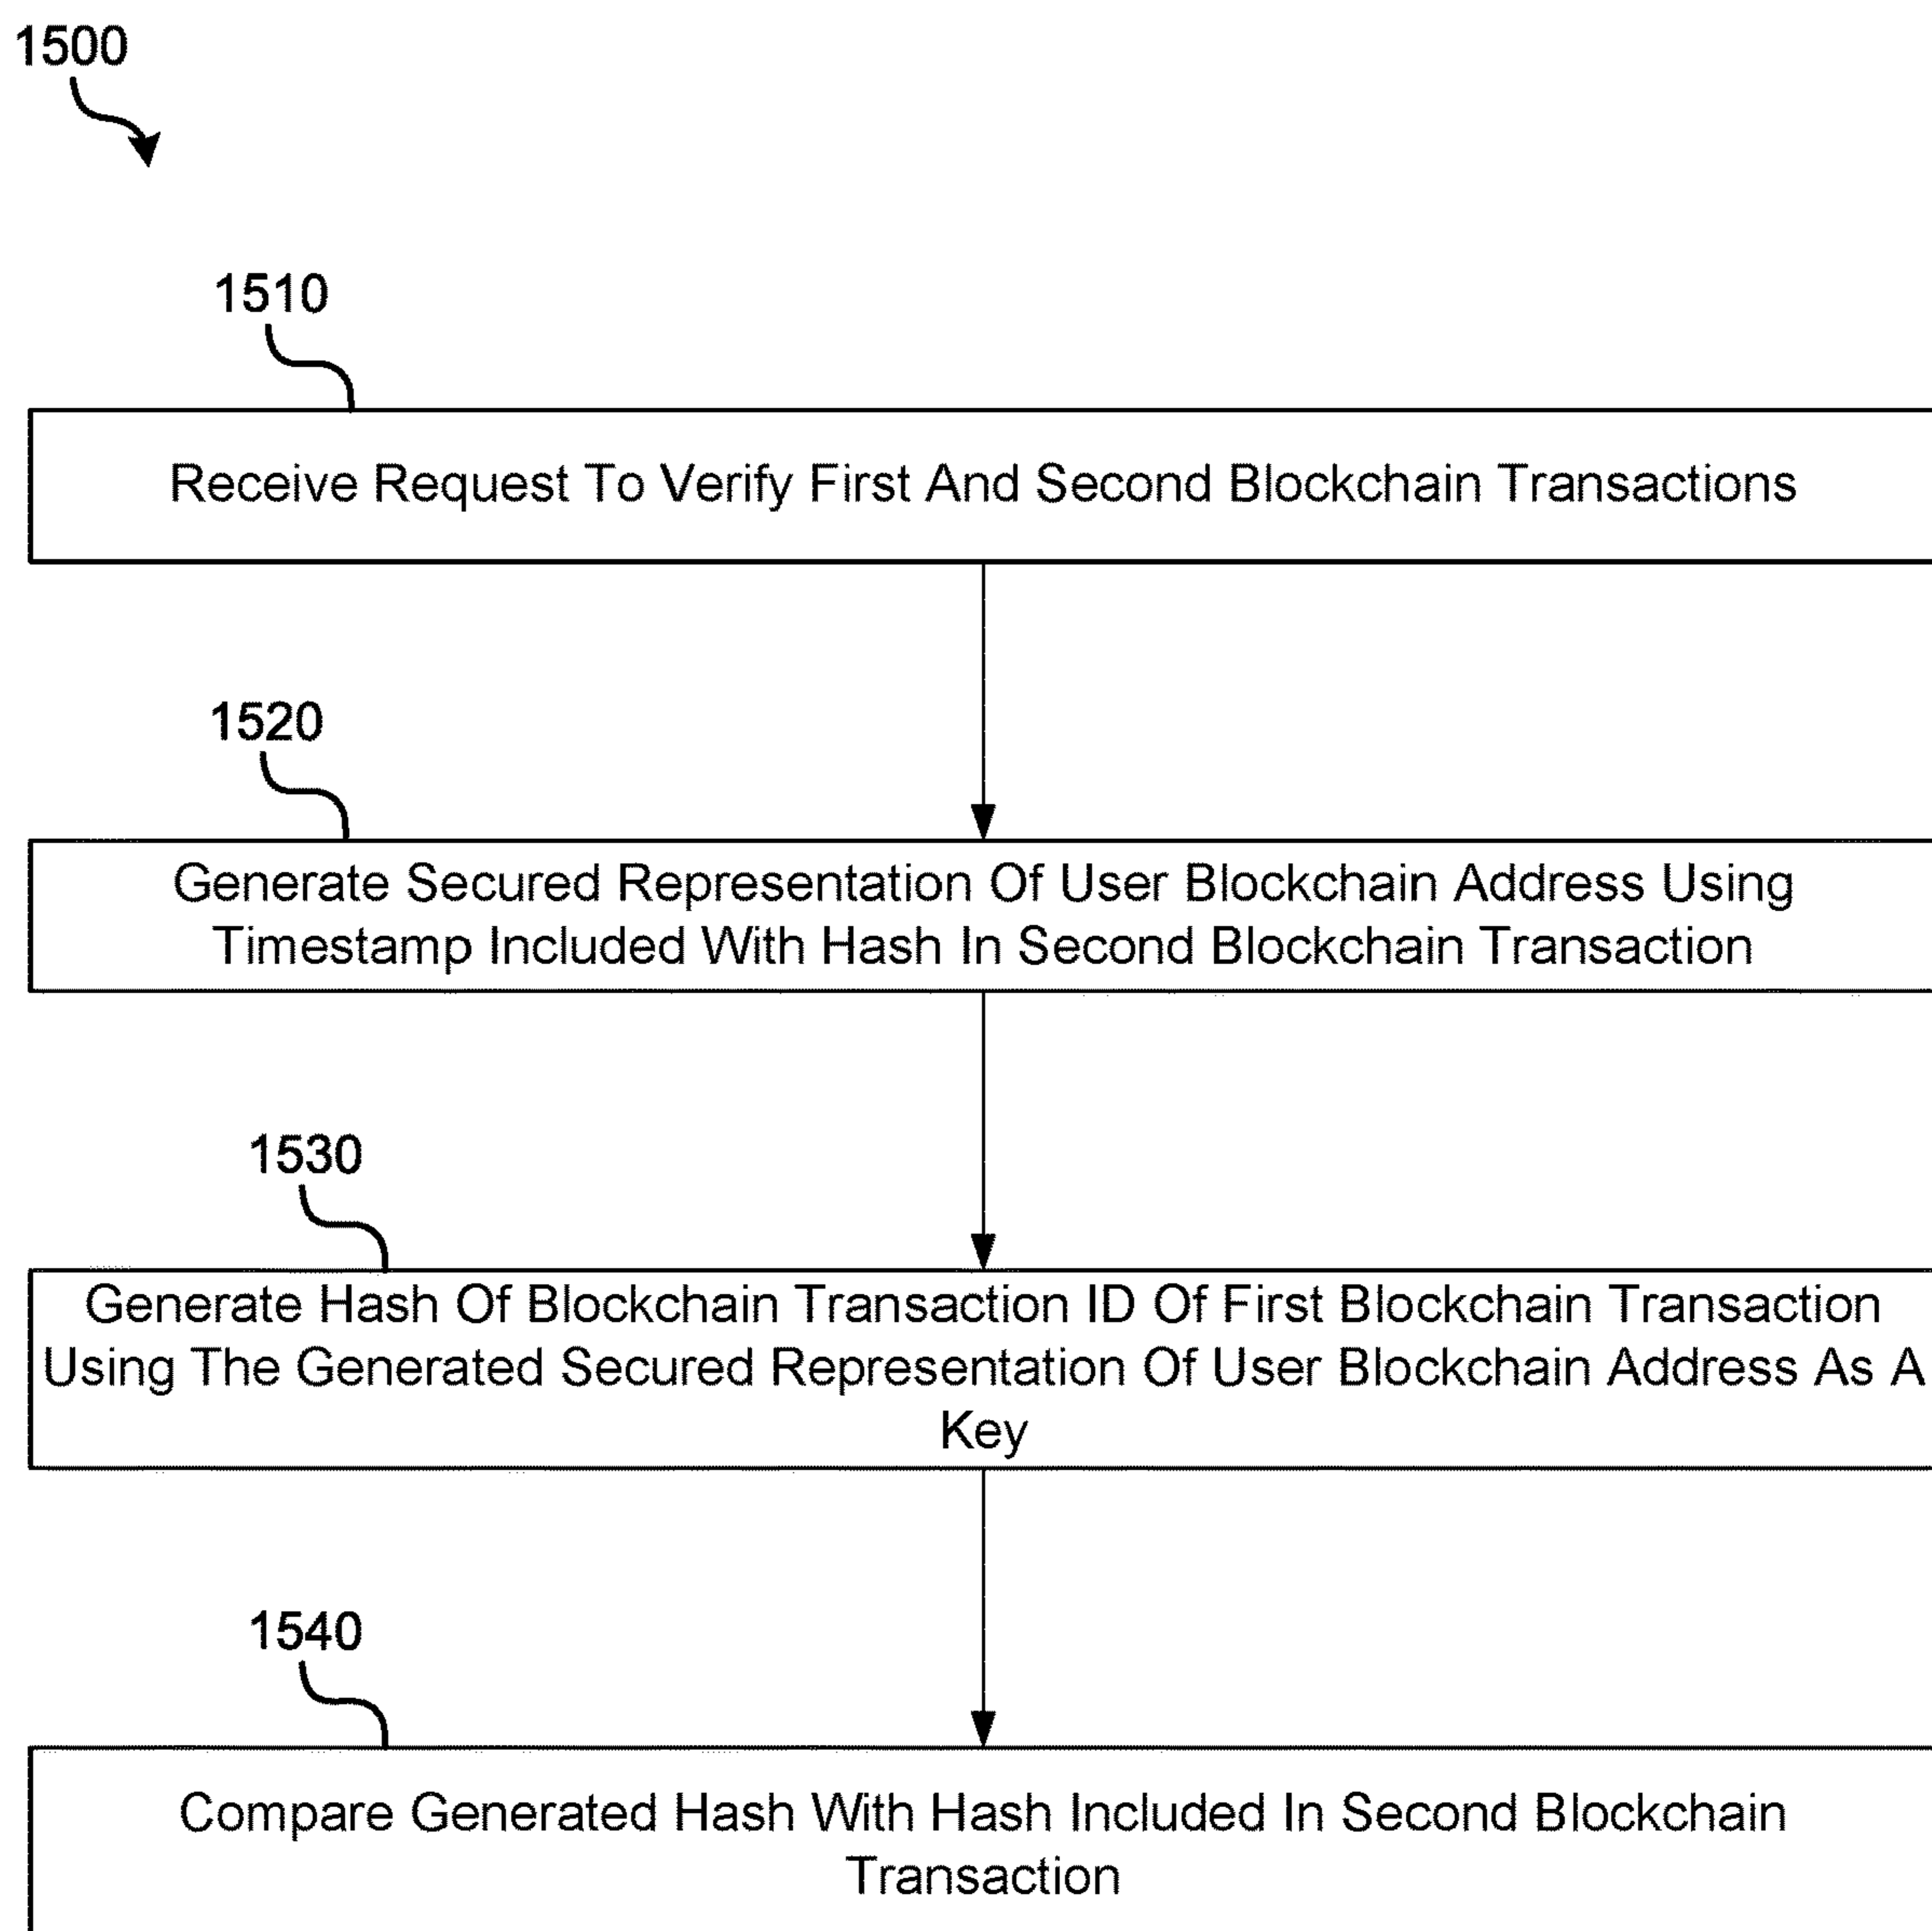 1500
1510
Receive Request To Verify First And Second Blockchain Transactions
1520
Generate Secured Representation Of User Blockchain Address Using
Timestamp Included With Hash In Second Blockchain Transaction
1530
Generate Hash Of Blockchain Transaction ID Of First Blockchain Transaction
Using The Generated Secured Representation Of User Blockchain Address As A
Key
1540
Compare Generated Hash With Hash Included In Second Blockchain
Transaction